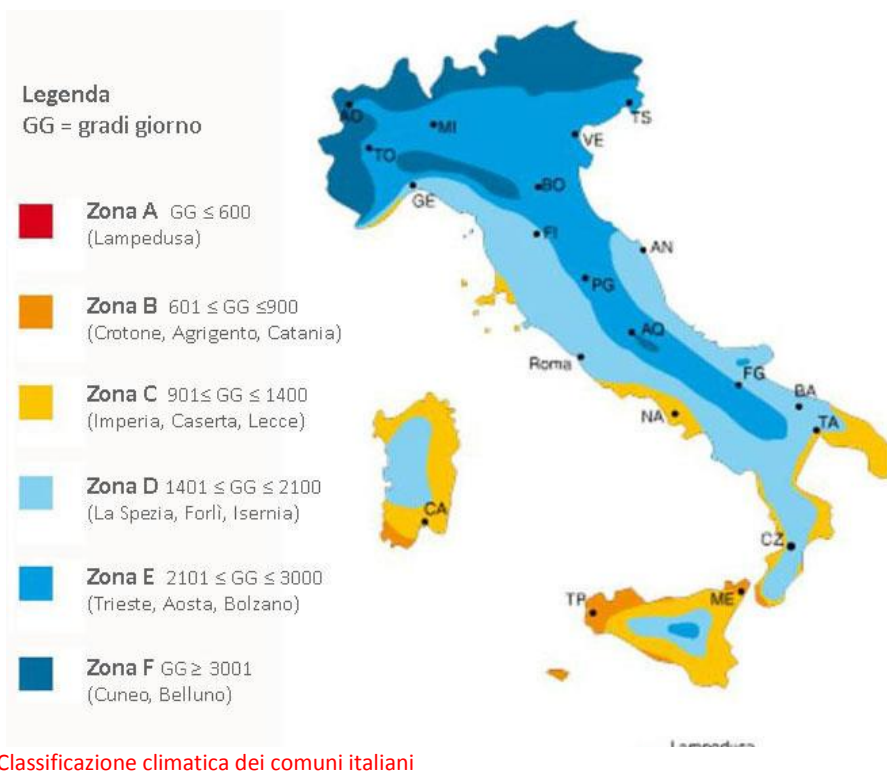 Legenda
GG = gradi giorno
Zona A GG ≤ 600
(Lampedusa)
Zona B 601 ≤ GG ≤900
(Crotone, Agrigento, Catania)
Zona C 901≤ GG ≤ 1400
(Imperia, Caserta, Lecce)
Zona D 1401 ≤ GG ≤ 2100
(La Spezia, Forlì, Isernia)
Zona E 2101 ≤ GG ≤ 3000
(Trieste, Aosta, Bolzano)
Zona F GG ≥ 3001
(Cuneo, Belluno)
AO
MI
TS
TO
VE
GE
BO
FI
AN
PG
AQ
Roma
FG
BA
NA
TA
CA
CZ
TP
ME
Lampedusa
Classificazione climatica dei comuni italiani